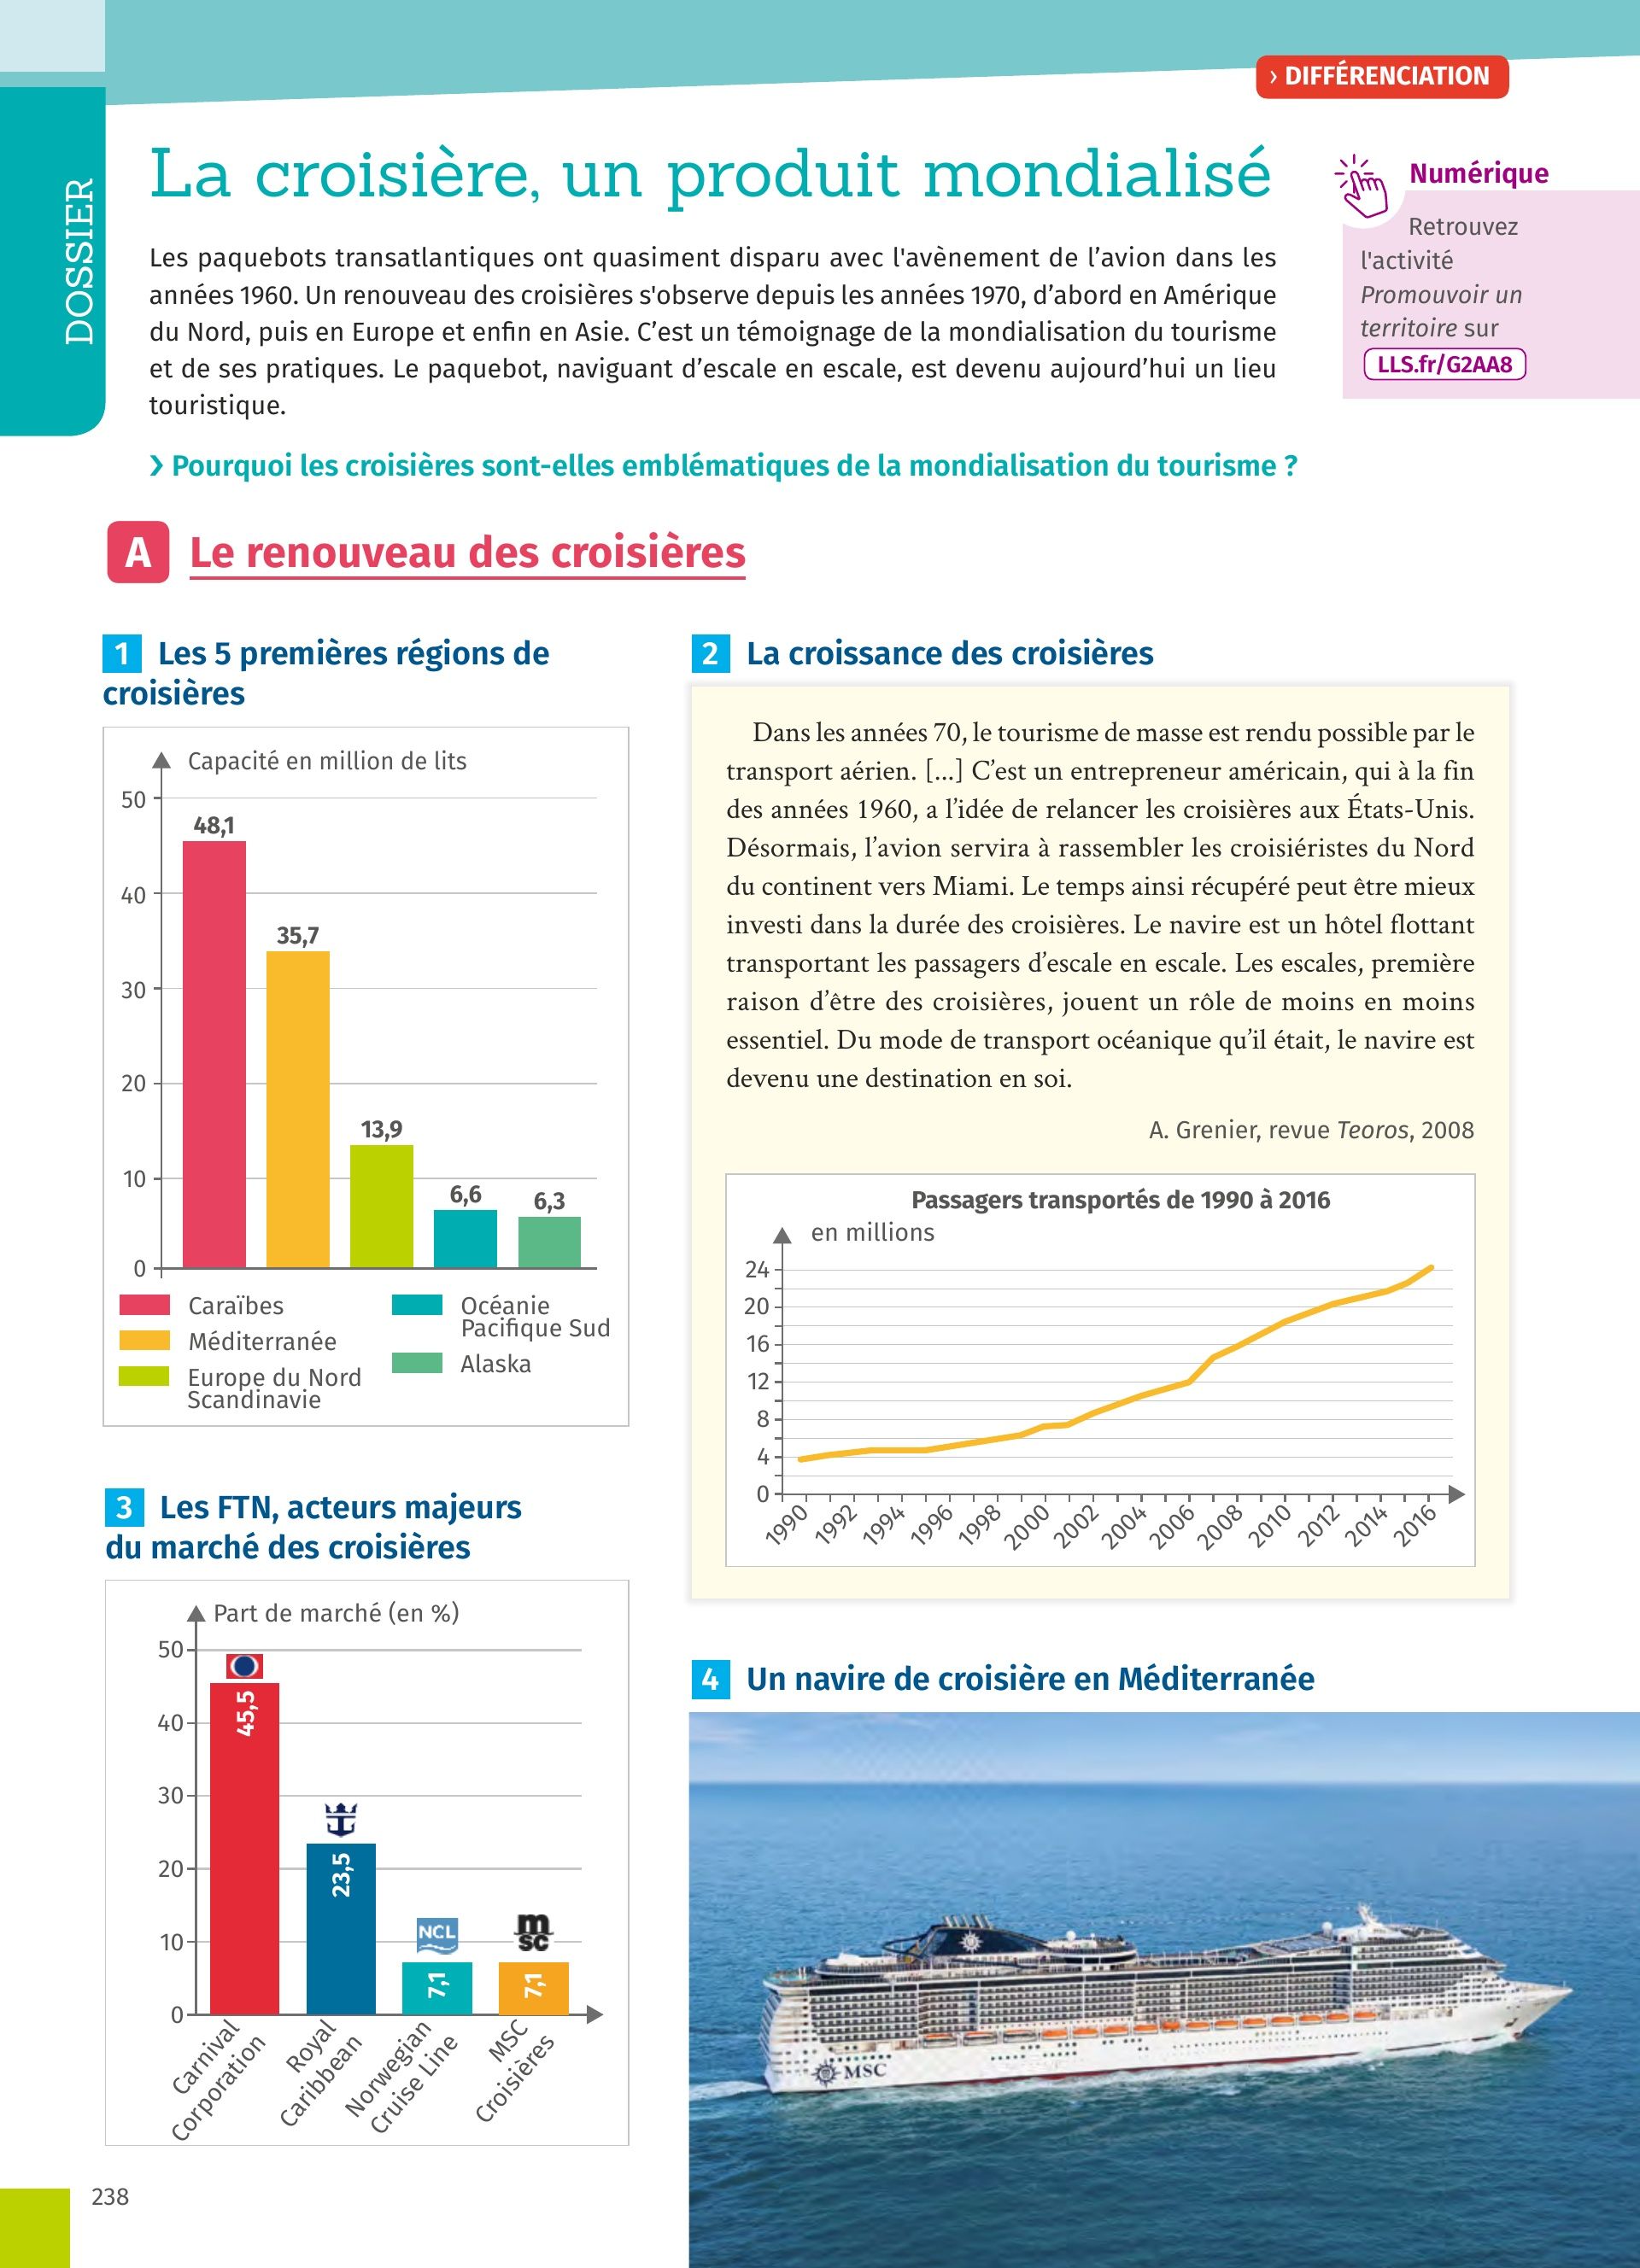 › DIFFÉRENCIATION
DOSSIER
La croisière, un produit mondialisé
Les paquebots transatlantiques ont quasiment disparu avec l'avènement de l’avion dans les
années 1960. Un renouveau des croisières s'observe depuis les années 1970, d’abord en Amérique
du Nord, puis en Europe et enfin en Asie. C’est un témoignage de la mondialisation du tourisme
et de ses pratiques. Le paquebot, naviguant d’escale en escale, est devenu aujourd’hui un lieu
touristique.
› Pourquoi les croisières sont-elles emblématiques de la mondialisation du tourisme ?
Numérique
Retrouvez
l'activité
Promouvoir un
territoire sur
LLS.fr/G2AA8
A Le renouveau des croisières
1 Les 5 premières régions de
croisières
Capacité en million de lits
50
40
30
20
10
0
48,1
35,7
13,9
6,6
6,3
Caraïbes
Méditerranée
Europe du Nord
Scandinavie
Océanie
Pacifique Sud
Alaska
2 La croissance des croisières
Dans les années 70, le tourisme de masse est rendu possible par le
transport aérien. [...] C’est un entrepreneur américain, qui à la fin
des années 1960, a l’idée de relancer les croisières aux États-Unis.
Désormais, l’avion servira à rassembler les croisiéristes du Nord
du continent vers Miami. Le temps ainsi récupéré peut être mieux
investi dans la durée des croisières. Le navire est un hôtel flottant
transportant les passagers d’escale en escale. Les escales, première
raison d’être des croisières, jouent un rôle de moins en moins
essentiel. Du mode de transport océanique qu’il était, le navire est
devenu une destination en soi.
A. Grenier, revue Teoros, 2008
Passagers transportés de 1990 à 2016
en millions
24
20
16
12
8
4
0
1990
1992
1994
1996
1998
2000
2002
2004
2006
2008
2010
2012
2014
2016
3 Les FTN, acteurs majeurs
du marché des croisières
Part de marché (en %)
50
40
30
20
10
0
45,5
23,5
NCL
7,1
msc
7,1
Carnival
Corporation
Royal
Caribbean
Norwegian
Cruise Line
MSC
Croisières
4 Un navire de croisière en Méditerranée
MSC
238